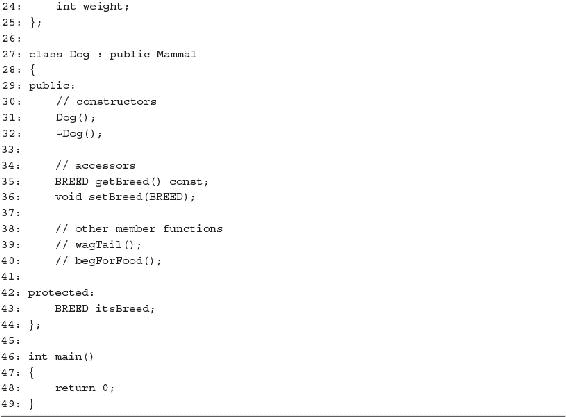 24:     int weight;
25: };
26:
27: class Dog : public Mammal
28: {
29: public:
30:     // constructors
31:     Dog();
32:     ~Dog();
33:
34:     // accessors
35:     BREED getBreed() const;
36:     void setBreed(BREED);
37:
38:     // other member functions
39:     // wagTail();
40:     // begForFood();
41:
42: protected:
43:     BREED itsBreed;
44: };
45:
46: int main()
47: {
48:     return 0;
49: }